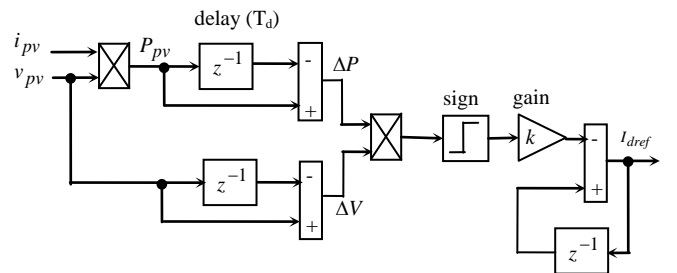 delay (T_d)
i_pv
P_pv
v_pv
z⁻¹
-
+
ΔP
sign
gain
k
-
+
I_dref
z⁻¹
-
+
ΔV
z⁻¹